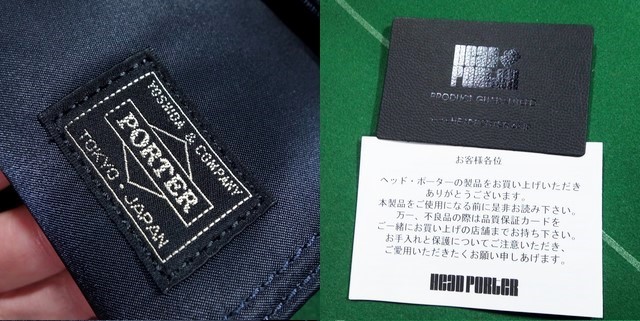 YOSHIDA & COMPANY
PORTER
TOKYO. JAPAN
HEAD PORTER
PRODUCT GUARANTEE
お客様各位
ヘッド・ポーターの製品をお買い上げいただき
ありがとうございます。
本製品をご使用になる前に是非お読み下さい。
万一、不良品の際は品質保証カードを
ご一緒にお買い上げの店舗までお持ち下さい。
お手入れと保護についてご注意いただき、
ご愛用いただきたくお願い申しあげます。
HEAD PORTER